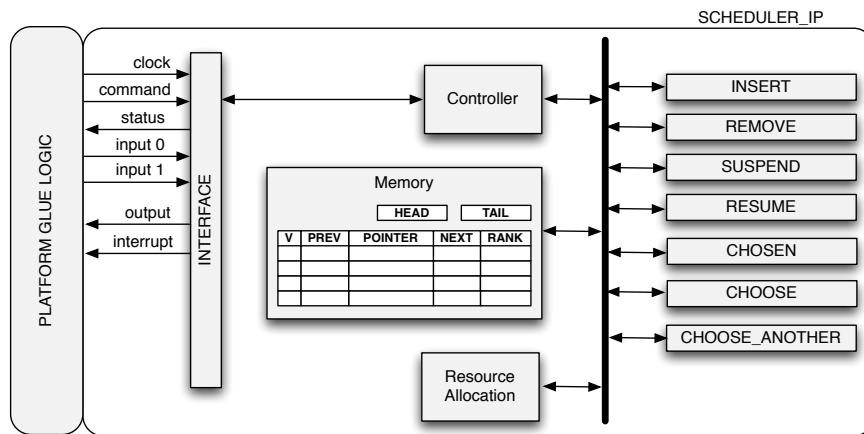 SCHEDULER_IP
PLATFORM GLUE LOGIC
clock
command
status
input 0
input 1
output
interrupt
INTERFACE
Controller
Memory
HEAD TAIL
V PREV POINTER NEXT RANK
Resource
Allocation
INSERT
REMOVE
SUSPEND
RESUME
CHOSEN
CHOOSE
CHOOSE_ANOTHER